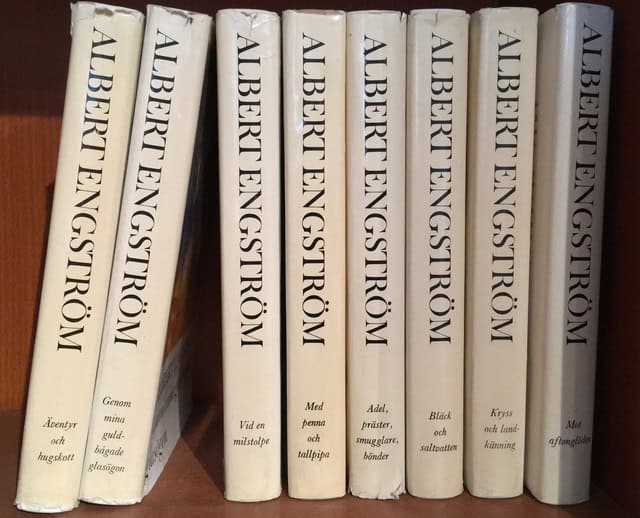 ALBERT ENGSTRÖM
Äventyr
och
hugskott
ALBERT ENGSTRÖM
Genom
mina
guld-
bågade
glasögon
ALBERT ENGSTRÖM
Vid en
milstolpe
ALBERT ENGSTRÖM
Med
penna
och
tallpipa
ALBERT ENGSTRÖM
Adel,
präster,
smugglare,
bönder
ALBERT ENGSTRÖM
Bläck
och
saltvatten
ALBERT ENGSTRÖM
Kryss
och land-
känning
ALBERT ENGSTRÖM
Mot
aftonglöden